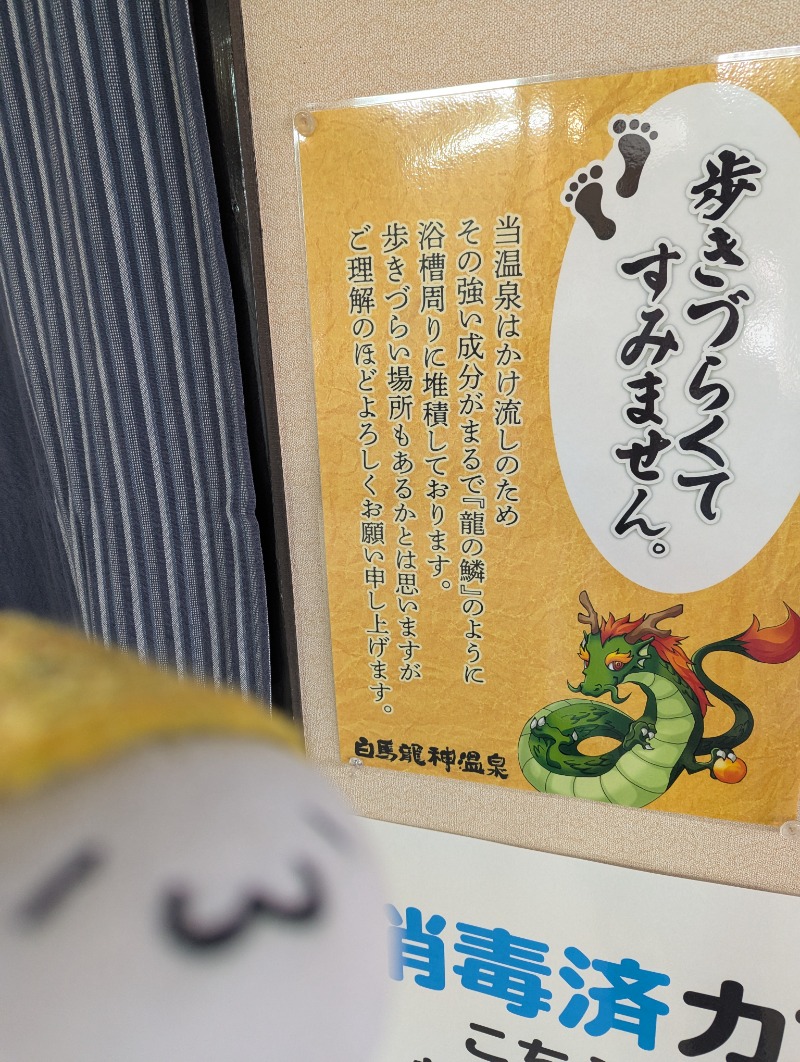 歩きづらくて
すみません。
当温泉はかけ流しのため
その強い成分がまるで『龍の鱗』のように
浴槽周りに堆積しております。
歩きづらい場所もあるかとは思いますが
ご理解のほどよろしくお願い申し上げます。
白馬龍神温泉
消毒済カ
こち